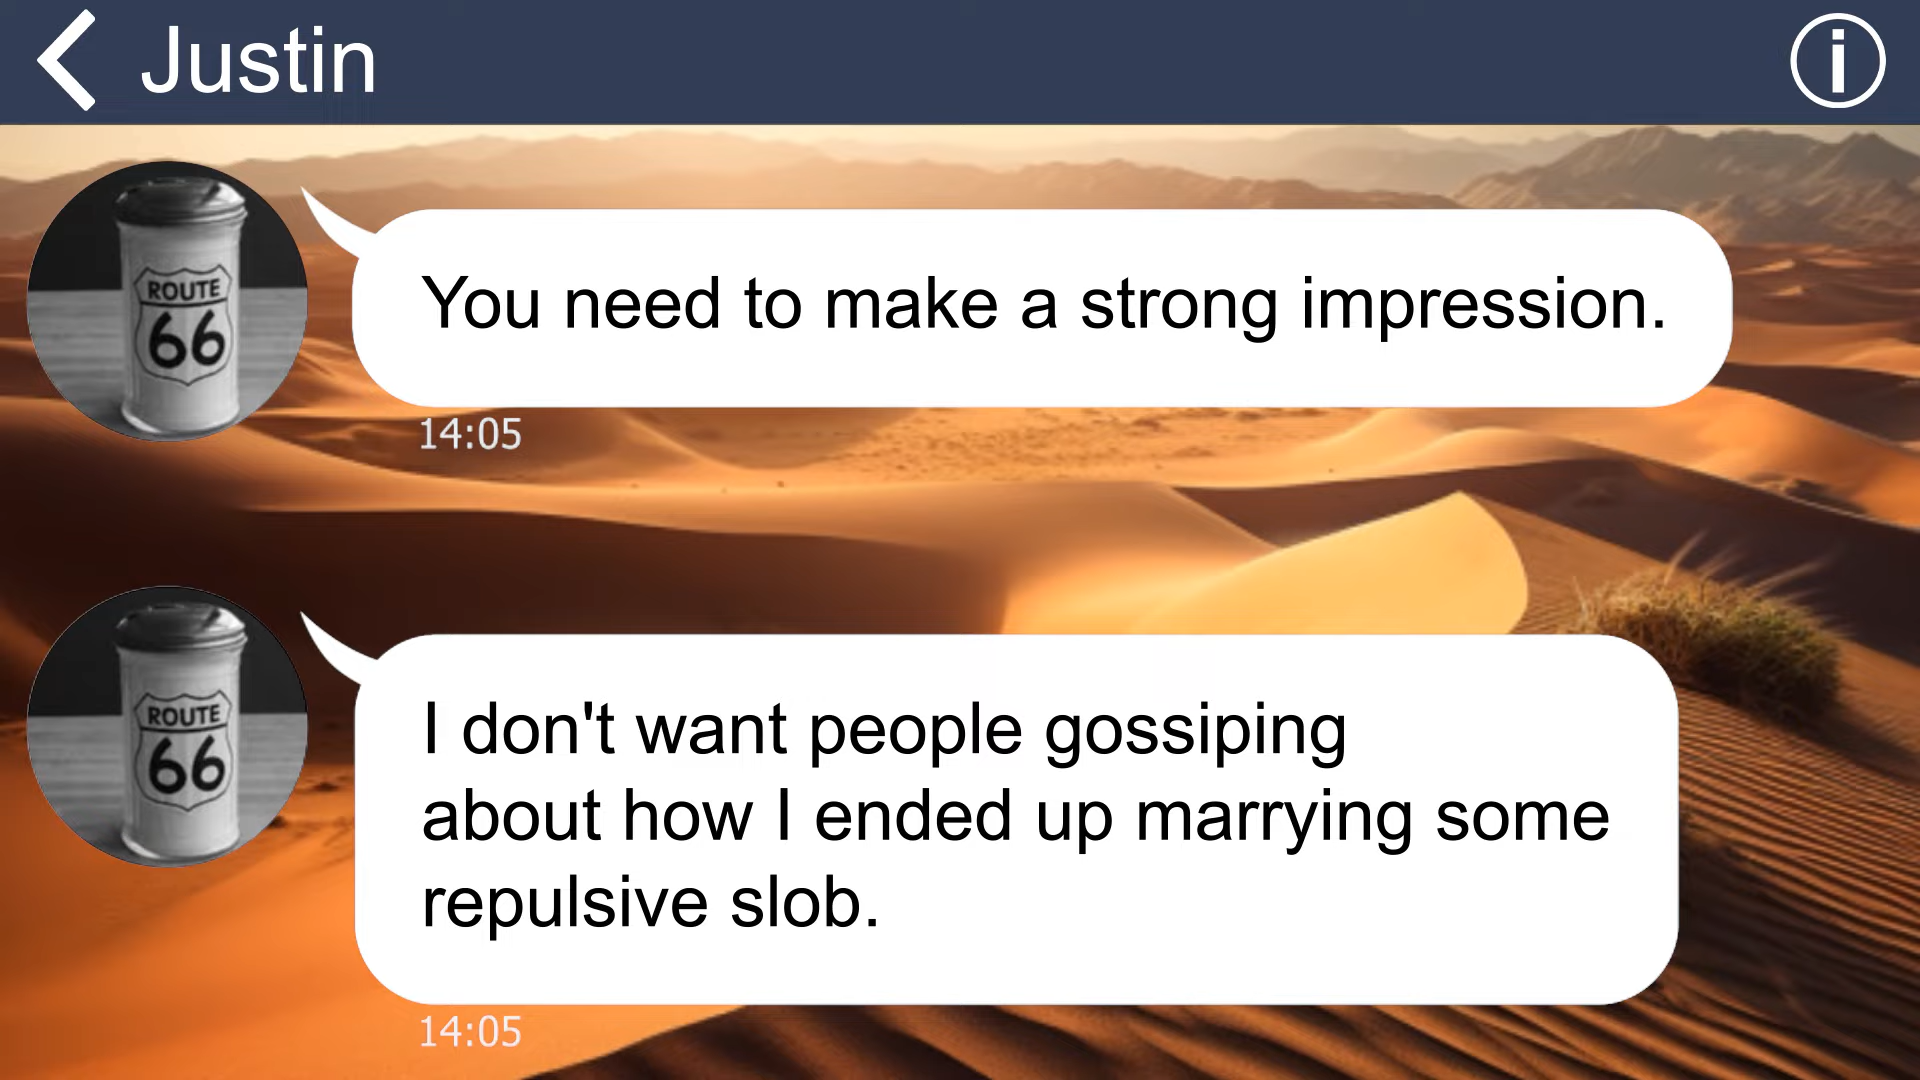 Justin
ROUTE
66
You need to make a strong impression.
14:05
ROUTE
66
I don't want people gossiping
about how I ended up marrying some
repulsive slob.
14:05